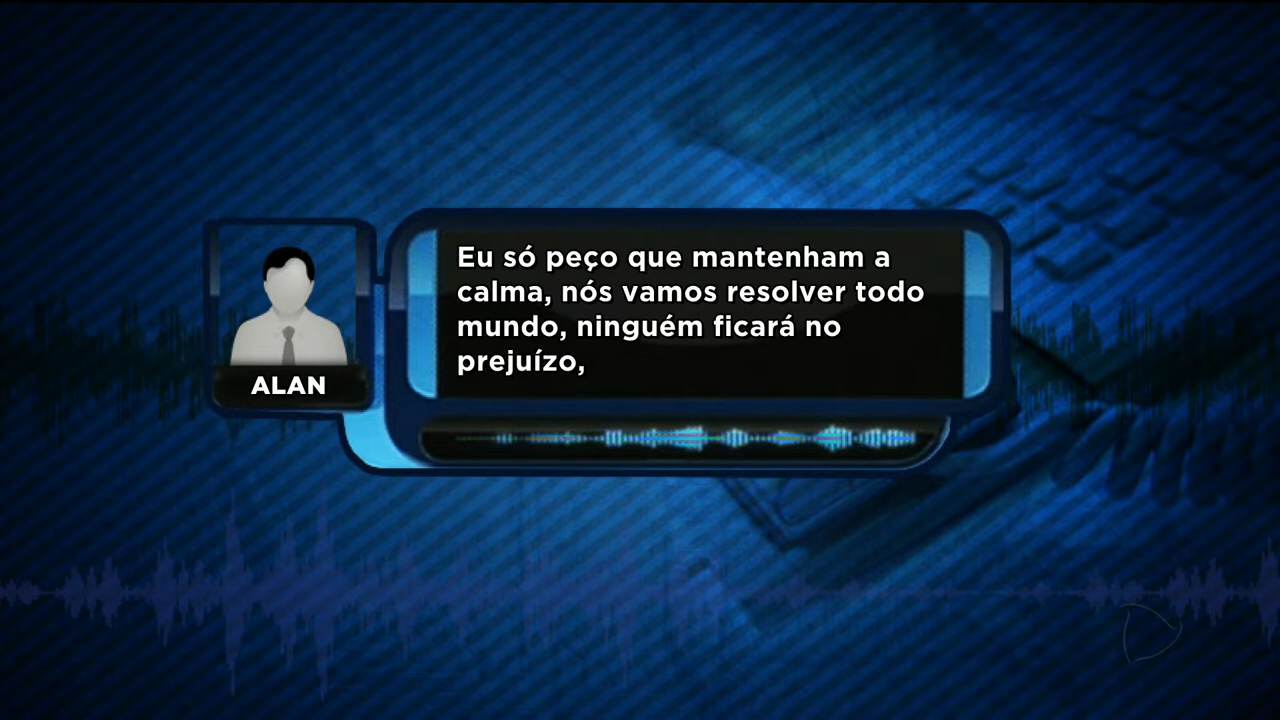 Eu só peço que mantenham a
calma, nós vamos resolver todo
mundo, ninguém ficará no
prejuízo,
ALAN